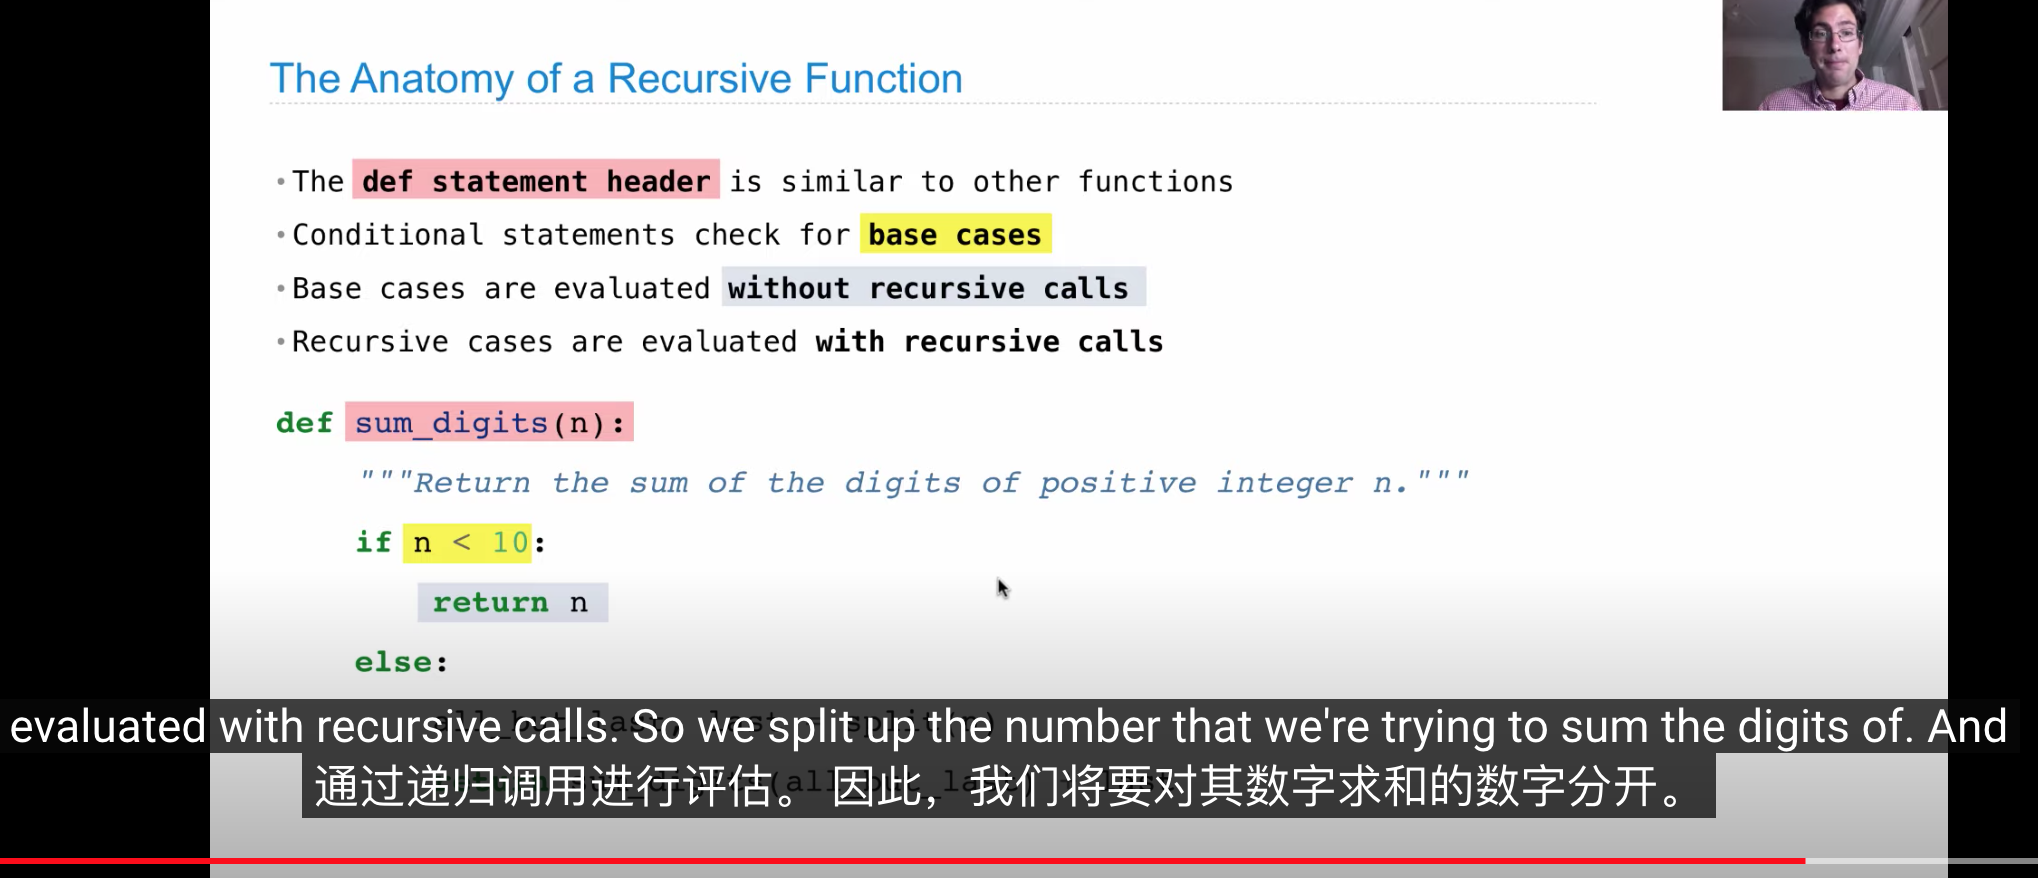 The Anatomy of a Recursive Function
•The def statement header is similar to other functions
•Conditional statements check for base cases
•Base cases are evaluated without recursive calls
•Recursive cases are evaluated with recursive calls
def sum_digits(n):
"""Return the sum of the digits of positive integer n."""
if n < 10:
return n
else:
evaluated with recursive calls. So we split up the number that we're trying to sum the digits of. And
通过递归调用进行评估。 因此，我们将要对其数字求和的数字分开。